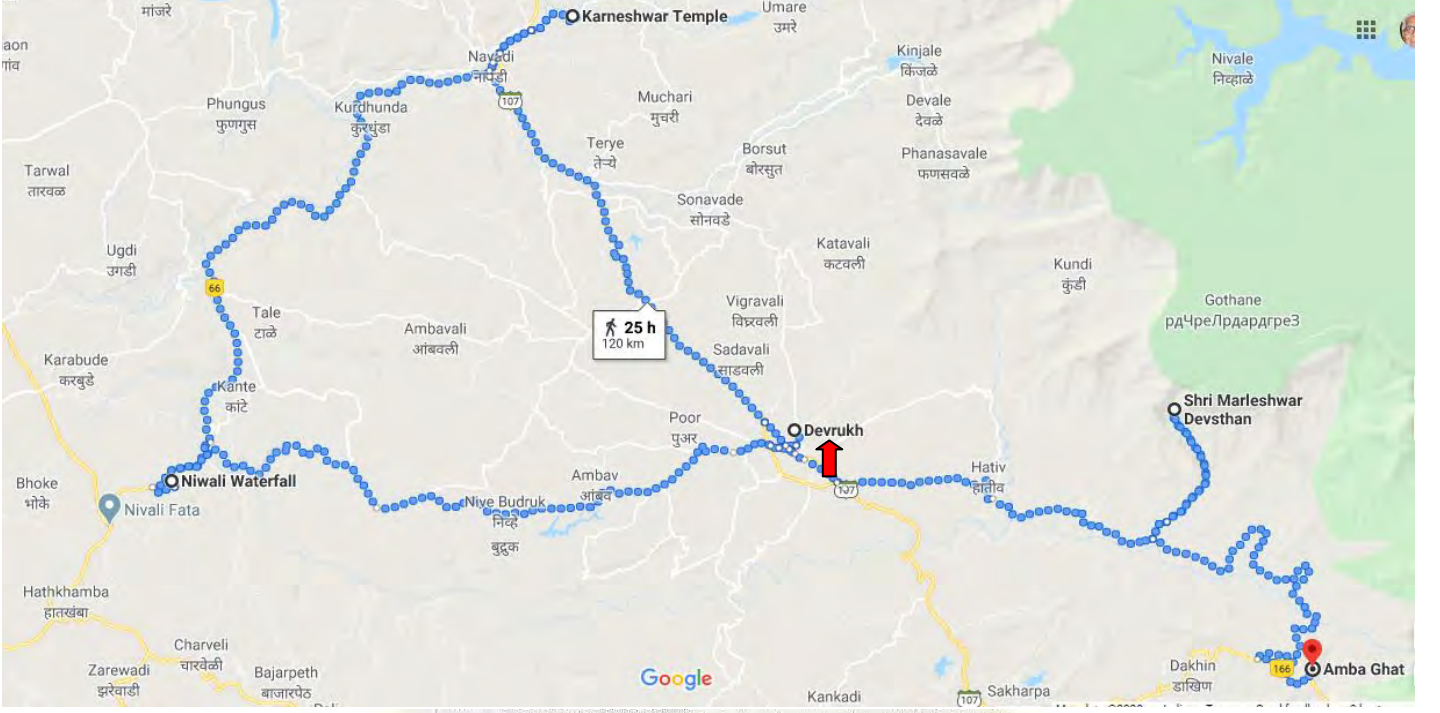 मांजरे
Karneshwar Temple
Umare
उमरे
aon
गांव
Navadi
नावडी
107
Kinjale
किंजळे
Nivale
निव्हाळे
Phungus
फुणगुस
Kurdhunda
कुरधुंडा
Muchari
मुचरी
Devale
देवळे
Terye
तेऱ्ये
Borsut
बोरसुत
Phanasavale
फणसवळे
Tarwal
तारवळ
Sonavade
सोनवडे
Ugdi
उगडी
Katavali
कटवली
Kundi
कुंडी
66
Tale
टाळे
Vigravali
विघ्रवली
Gothane
рдЧреЛрдардгреЗ
25 h
120 km
Ambavali
आंबवली
Sadavali
साडवली
Karabude
करबुडे
Kante
कांटे
Shri Marleshwar
Devsthan
Poor
पुअर
Devrukh
Niwali Waterfall
Bhoke
भोके
Ambav
आंबव
Hativ
हातीव
107
Nivali Fata
Nive Budruk
निव्हे
बुद्रुक
Hathkhamba
हातखंबा
Charveli
चारवेळी
Zarewadi
झरेवाडी
Bajarpeth
बाजारपेठ
Google
Kankadi
107
Sakharpa
Dakhin
डाखिण
166
Amba Ghat